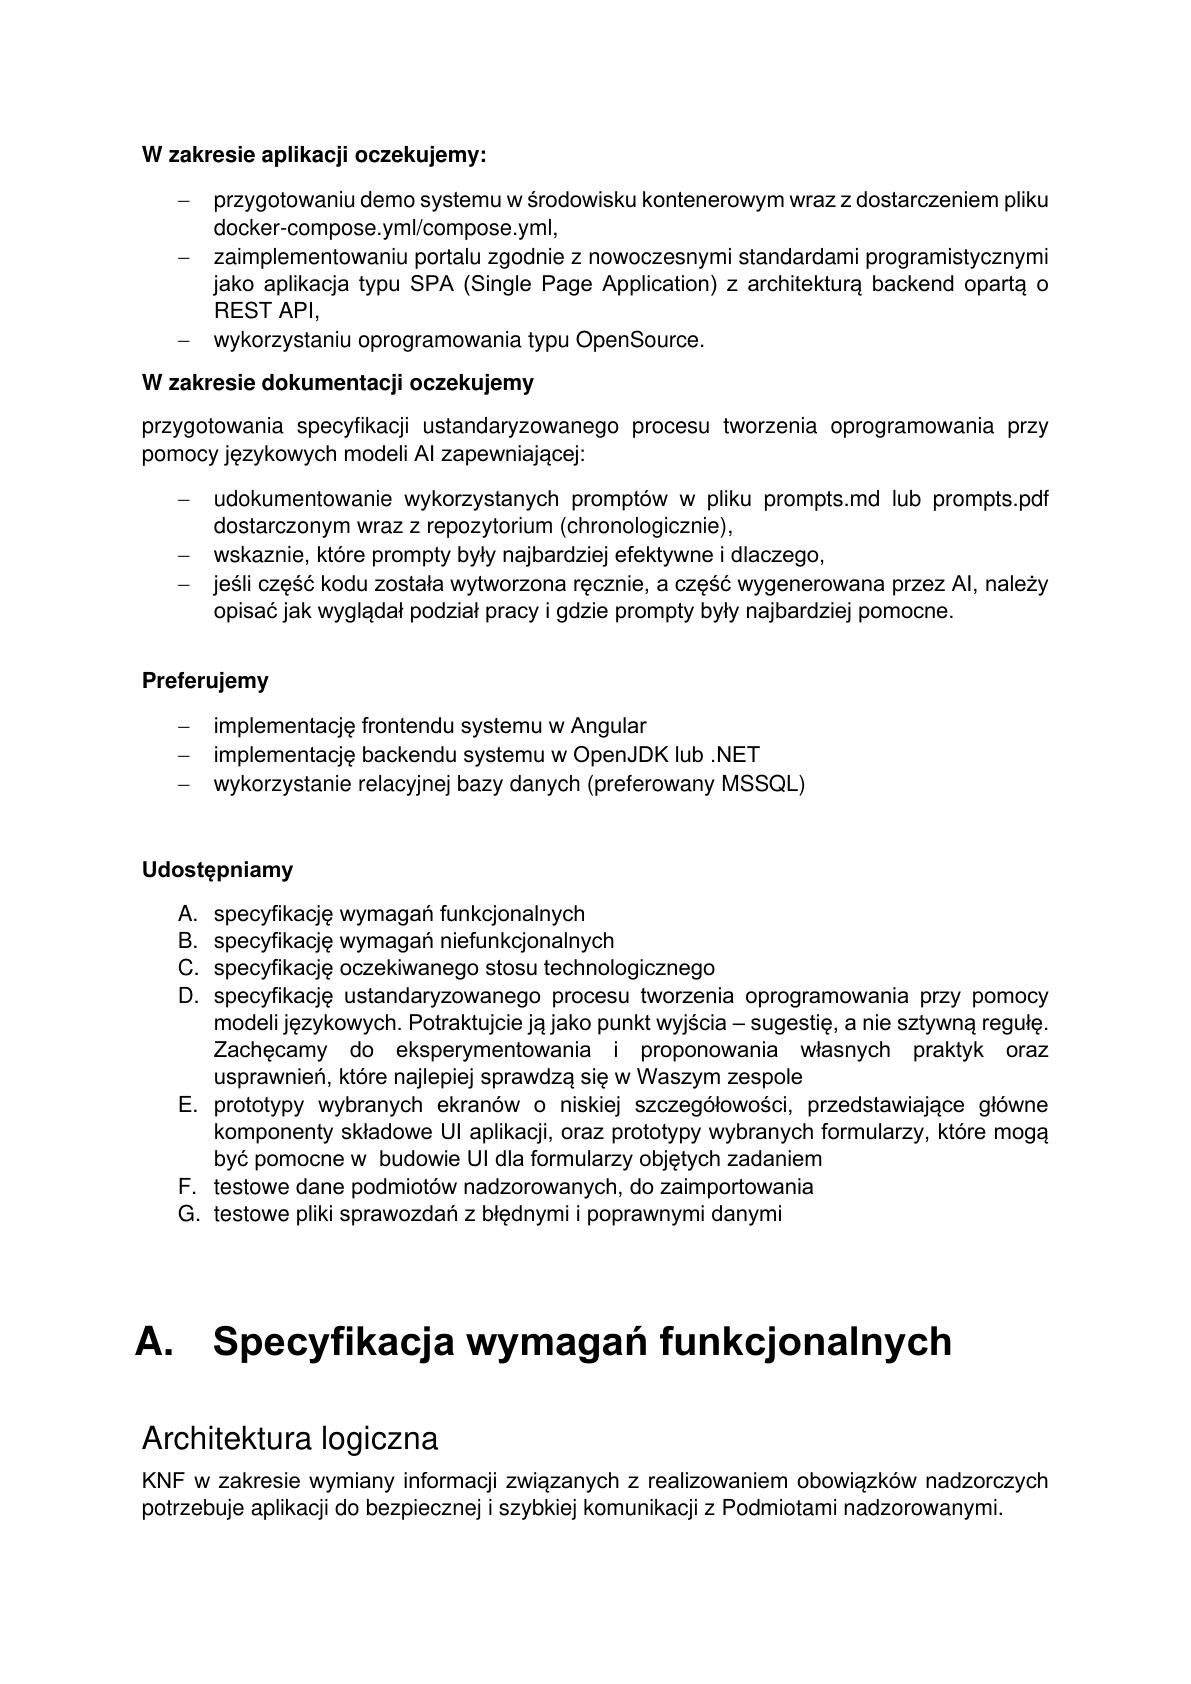 W zakresie aplikacji oczekujemy:
– przygotowaniu demo systemu w środowisku kontenerowym wraz z dostarczeniem pliku
docker-compose.yml/compose.yml,
– zaimplementowaniu portalu zgodnie z nowoczesnymi standardami programistycznymi
jako aplikacja typu SPA (Single Page Application) z architekturą backend opartą o
REST API,
– wykorzystaniu oprogramowania typu OpenSource.
W zakresie dokumentacji oczekujemy
przygotowania specyfikacji ustandaryzowanego procesu tworzenia oprogramowania przy
pomocy językowych modeli AI zapewniającej:
– udokumentowanie wykorzystanych promptów w pliku prompts.md lub prompts.pdf
dostarczonym wraz z repozytorium (chronologicznie),
– wskaznie, które prompty były najbardziej efektywne i dlaczego,
– jeśli część kodu została wytworzona ręcznie, a część wygenerowana przez AI, należy
opisać jak wyglądał podział pracy i gdzie prompty były najbardziej pomocne.
Preferujemy
– implementację frontendu systemu w Angular
– implementację backendu systemu w OpenJDK lub .NET
– wykorzystanie relacyjnej bazy danych (preferowany MSSQL)
Udostępniamy
A. specyfikację wymagań funkcjonalnych
B. specyfikację wymagań niefunkcjonalnych
C. specyfikację oczekiwanego stosu technologicznego
D. specyfikację ustandaryzowanego procesu tworzenia oprogramowania przy pomocy
modeli językowych. Potraktujcie ją jako punkt wyjścia – sugestię, a nie sztywną regułę.
Zachęcamy do eksperymentowania i proponowania własnych praktyk oraz
usprawnień, które najlepiej sprawdzą się w Waszym zespole
E. prototypy wybranych ekranów o niskiej szczegółowości, przedstawiające główne
komponenty składowe UI aplikacji, oraz prototypy wybranych formularzy, które mogą
być pomocne w  budowie UI dla formularzy objętych zadaniem
F. testowe dane podmiotów nadzorowanych, do zaimportowania
G. testowe pliki sprawozdań z błędnymi i poprawnymi danymi
A. Specyfikacja wymagań funkcjonalnych
Architektura logiczna
KNF w zakresie wymiany informacji związanych z realizowaniem obowiązków nadzorczych
potrzebuje aplikacji do bezpiecznej i szybkiej komunikacji z Podmiotami nadzorowanymi.